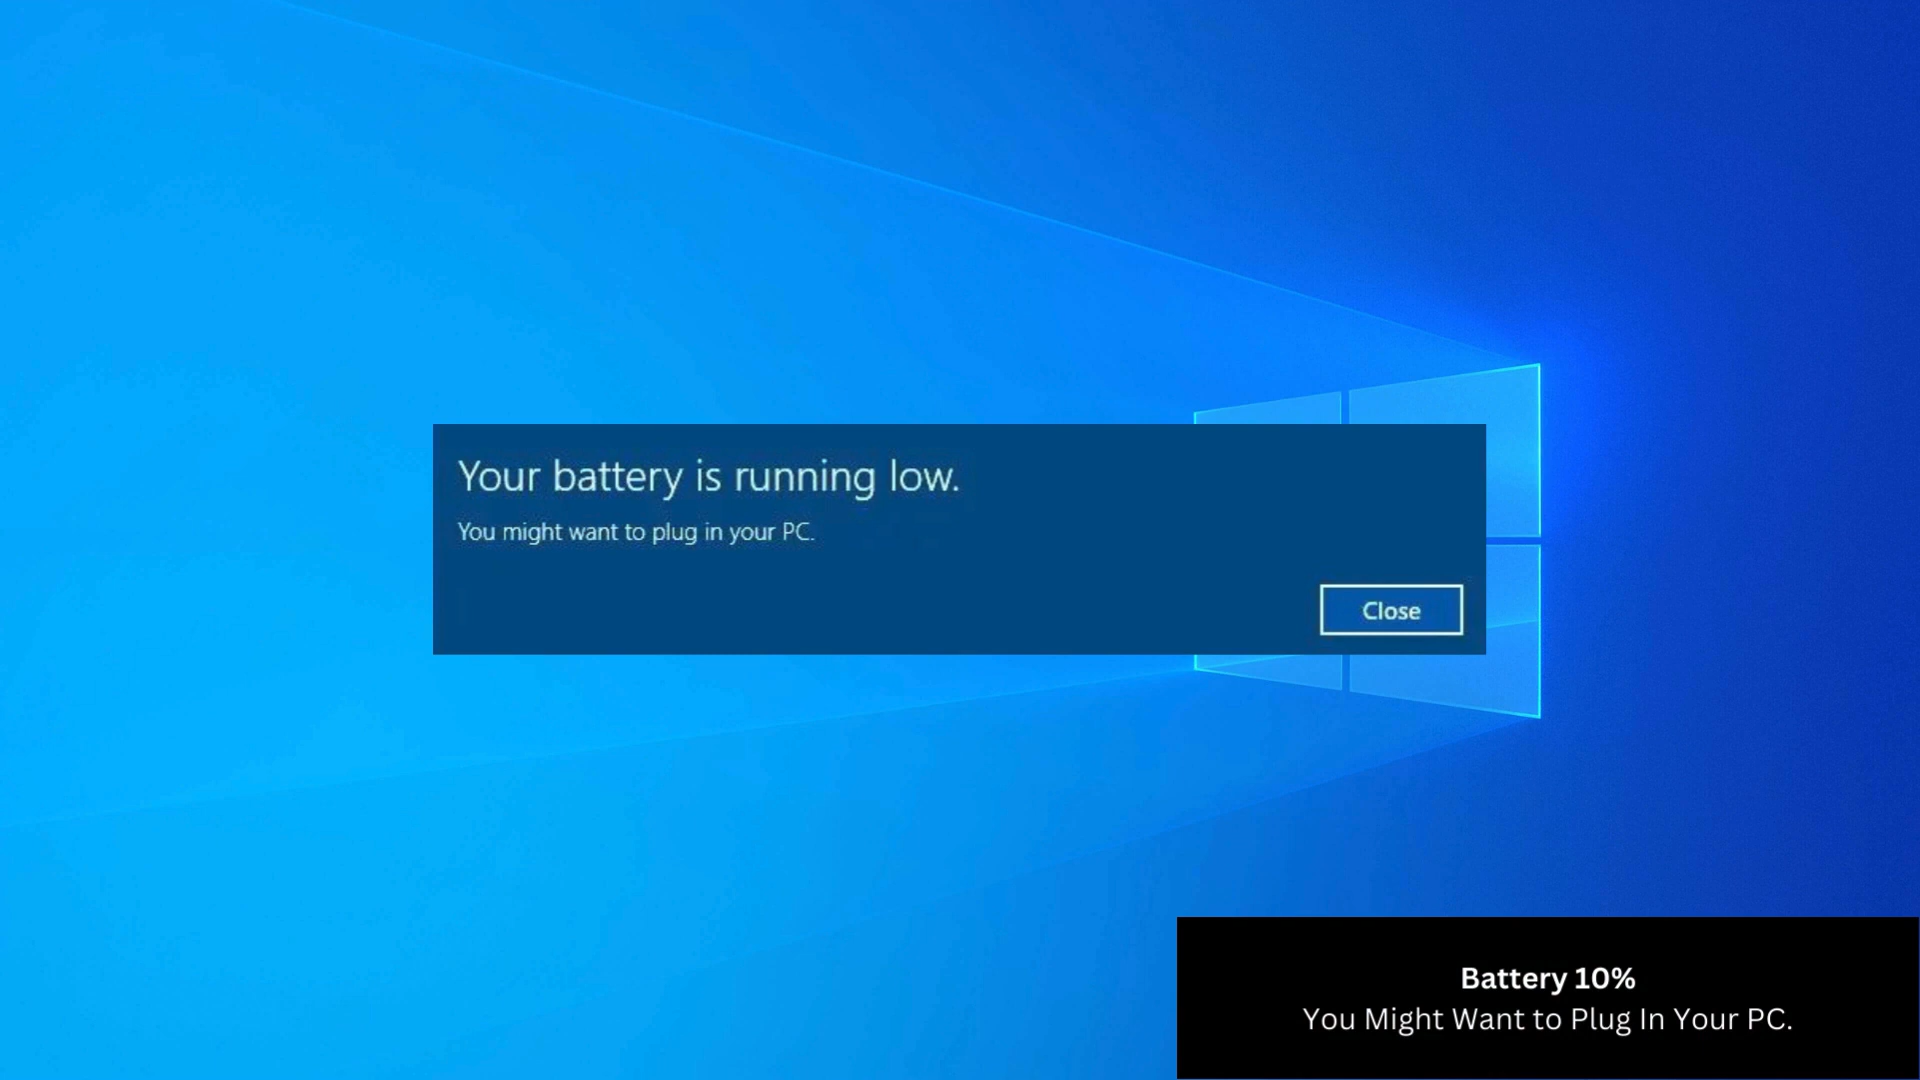 Your battery is running low.
You might want to plug in your PC.
Close
Battery 10%
You Might Want to Plug In Your PC.